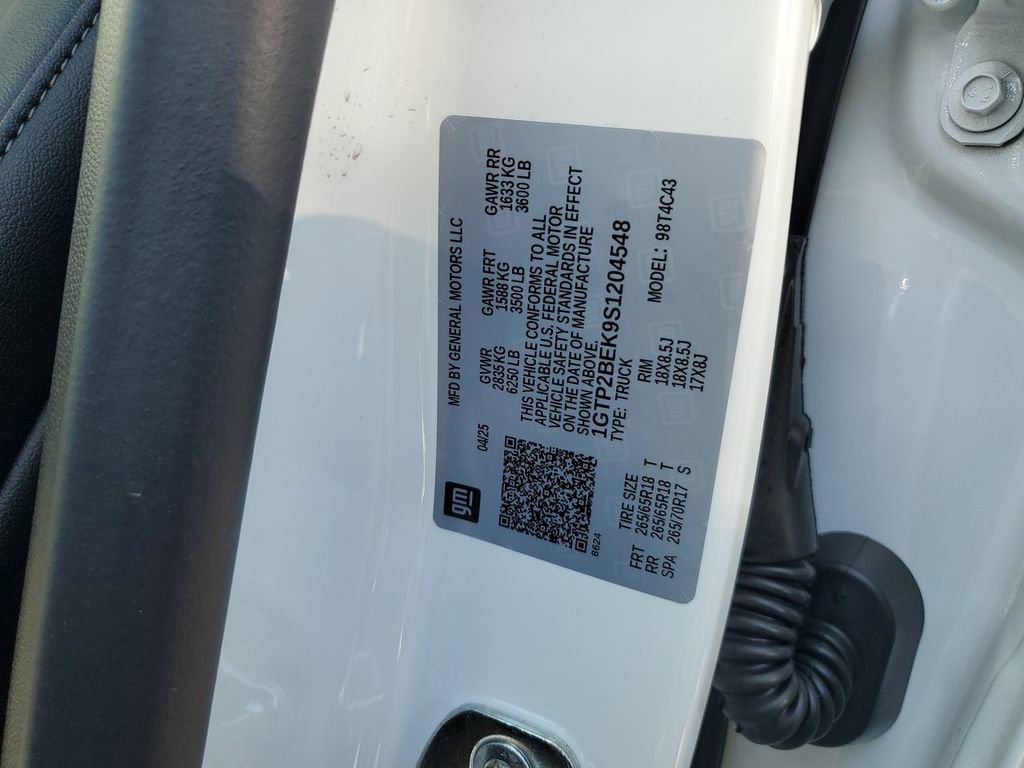 gm
MFD BY GENERAL MOTORS LLC
04/25
GVWR GAWR FRT GAWR RR
2835 KG 1588 KG 1633 KG
6250 LB 3500 LB 3600 LB
THIS VEHICLE CONFORMS TO ALL
APPLICABLE U.S. FEDERAL MOTOR
VEHICLE SAFETY STANDARDS IN EFFECT
ON THE DATE OF MANUFACTURE
SHOWN ABOVE.
1GTP2BEK9S1204548
8624
TYPE: TRUCK
MODEL: 98T4C43
TIRE SIZE RIM
FRT 265/65R18 T 18X8.5J
RR 265/65R18 T 18X8.5J
SPA 265/70R17 S 17X8J